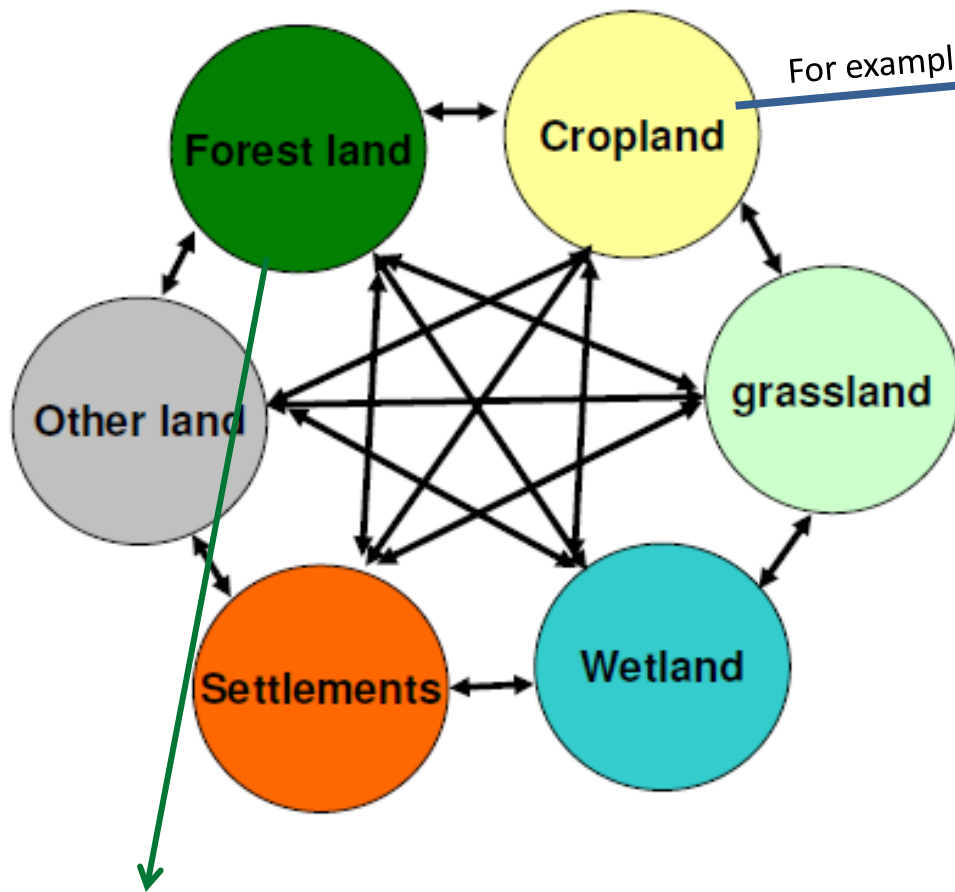 For exampl
Forest land
Cropland
Other land
grassland
Settlements
Wetland